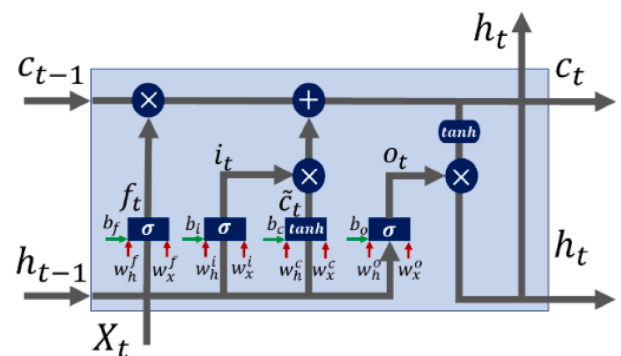 h_t
c_{t-1} × + c_t
tanh
i_t × o_t ×
f_t c̃_t
b_f σ b_i σ b_c tanh b_o σ
h_{t-1} w_h^f w_x^f w_h^i w_x^i w_h^c w_x^c w_h^o w_x^o h_t
X_t